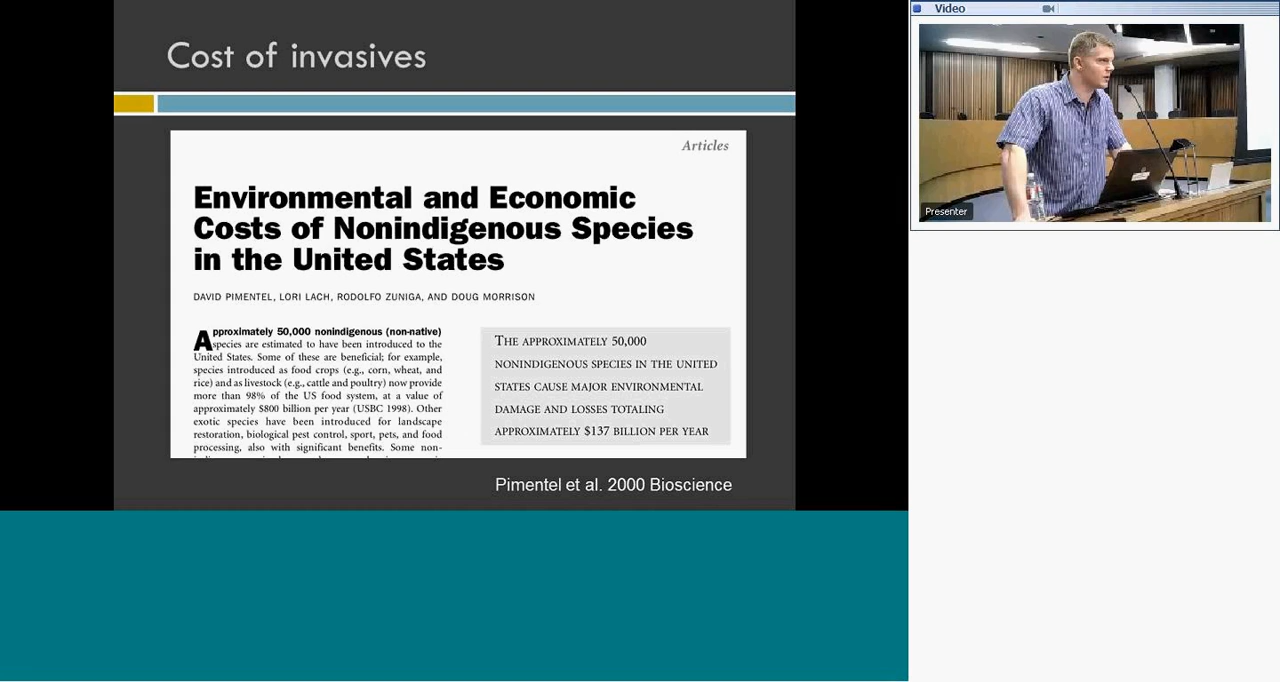 Cost of invasives
Articles
Environmental and Economic
Costs of Nonindigenous Species
in the United States
DAVID PIMENTEL, LORI LACH, RODOLFO ZUNIGA, AND DOUG MORRISON
Approximately 50,000 nonindigenous (non-native)
species are estimated to have been introduced to the
United States. Some of these are beneficial; for example,
species introduced as food crops (e.g., corn, wheat, and
rice) and as livestock (e.g., cattle and poultry) now provide
more than 98% of the US food system, at a value of
approximately $800 billion per year (USBC 1998). Other
exotic species have been introduced for landscape
restoration, biological pest control, sport, pets, and food
processing, also with significant benefits. Some non-
THE APPROXIMATELY 50,000
NONINDIGENOUS SPECIES IN THE UNITED
STATES CAUSE MAJOR ENVIRONMENTAL
DAMAGE AND LOSSES TOTALING
APPROXIMATELY $137 BILLION PER YEAR
Pimentel et al. 2000 Bioscience
Video
Presenter